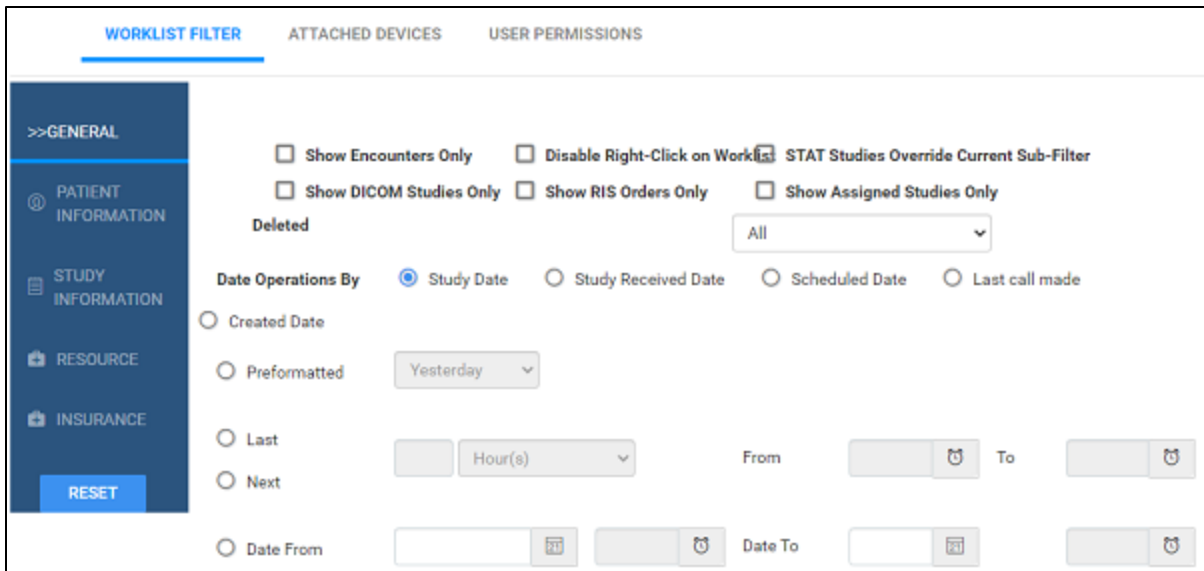 WORKLIST FILTER ATTACHED DEVICES USER PERMISSIONS
>>GENERAL
Show Encounters Only Disable Right-Click on Worklist STAT Studies Override Current Sub-Filter
PATIENT INFORMATION
Show DICOM Studies Only Show RIS Orders Only Show Assigned Studies Only
Deleted All
STUDY INFORMATION
Date Operations By Study Date Study Received Date Scheduled Date Last call made
Created Date
RESOURCE
Preformatted Yesterday
INSURANCE
Last
Hour(s) From To
Next
RESET
Date From 21 Date To 21